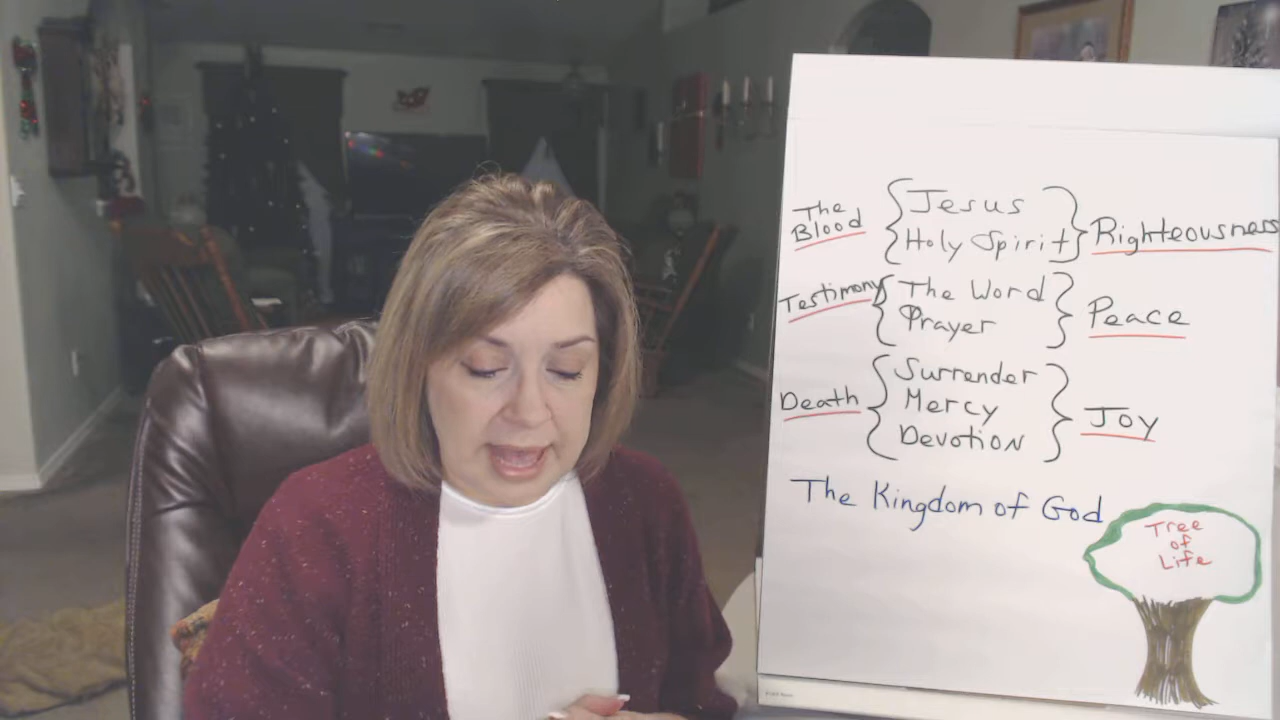 The Blood { Jesus Holy Spirit } Righteousness
Testimony { The Word Prayer } Peace
Death { Surrender Mercy Devotion } Joy
The Kingdom of God
Tree
of
Life